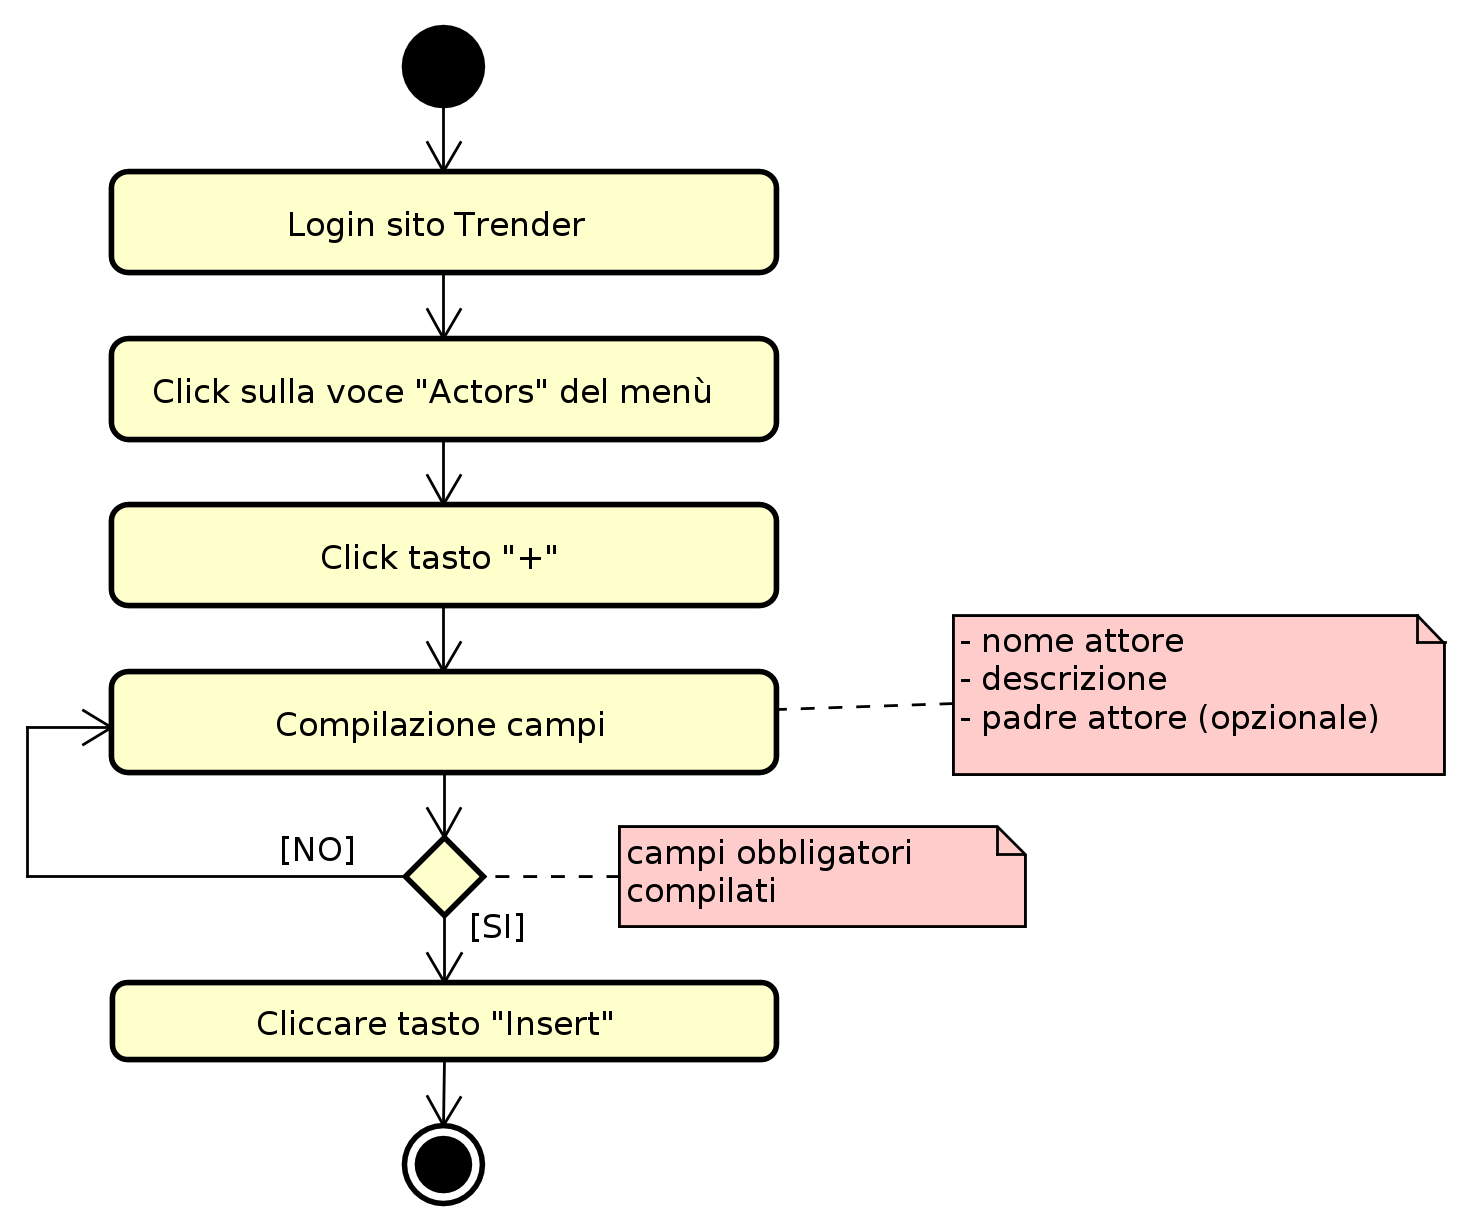 Login sito Trender
Click sulla voce "Actors" del menù
Click tasto "+"
- nome attore
- descrizione
- padre attore (opzionale)
Compilazione campi
[NO]
campi obbligatori
compilati
[SI]
Cliccare tasto "Insert"